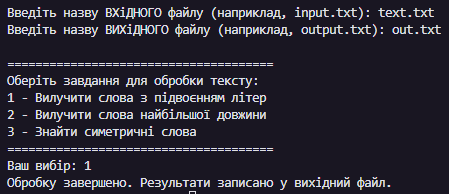 Введіть назву ВХіДНОГО файлу (наприклад, input.txt): text.txt
Введіть назву ВИХіДНОГО файлу (наприклад, output.txt): out.txt
======================================
Оберіть завдання для обробки тексту:
1 - Вилучити слова з підвоєнням літер
2 - Вилучити слова найбільшої довжини
3 - Знайти симетричні слова
======================================
Ваш вибір: 1
Обробку завершено. Результати записано у вихідний файл.